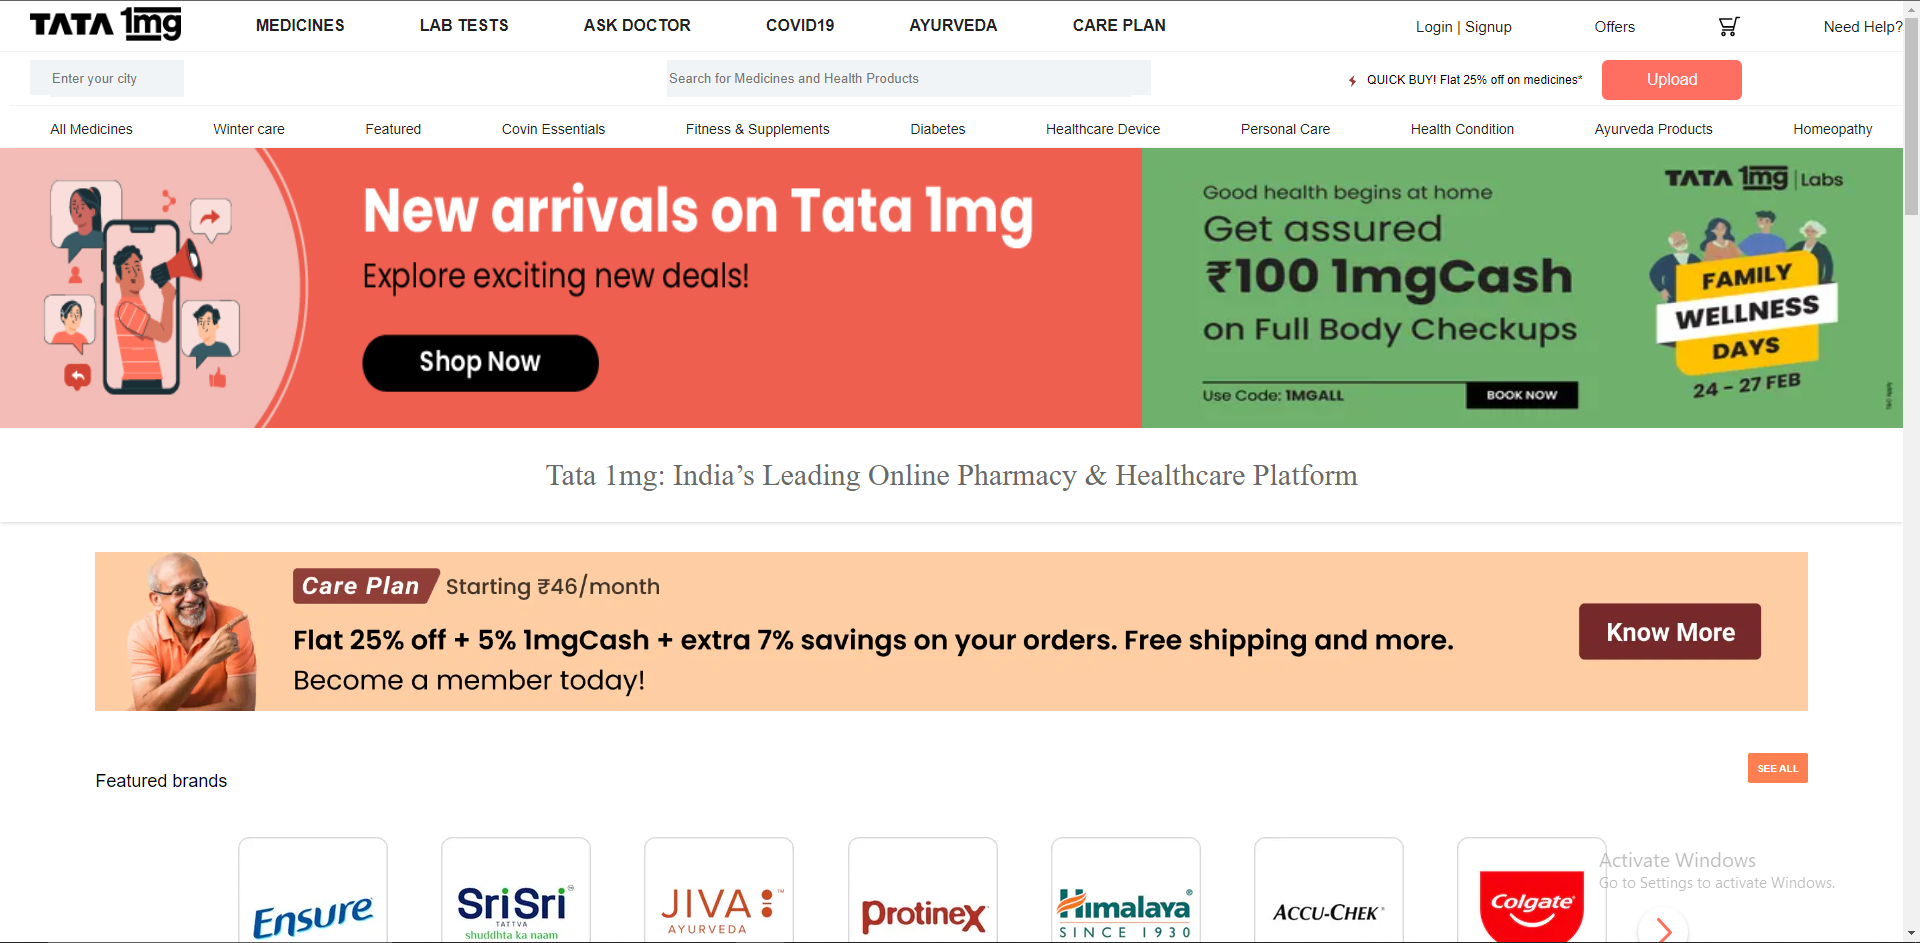 TATA 1mg MEDICINES LAB TESTS ASK DOCTOR COVID19 AYURVEDA CARE PLAN Login | Signup Offers Need Help?
Enter your city Search for Medicines and Health Products QUICK BUY! Flat 25% off on medicines* Upload
All Medicines Winter care Featured Covin Essentials Fitness & Supplements Diabetes Healthcare Device Personal Care Health Condition Ayurveda Products Homeopathy
New arrivals on Tata 1mg
Explore exciting new deals!
Shop Now
TATA 1mg | Labs
Good health begins at home
Get assured
₹100 1mgCash
on Full Body Checkups
Use Code: 1MGALL BOOK NOW
FAMILY
WELLNESS
DAYS
24 - 27 FEB
Tata 1mg: India's Leading Online Pharmacy & Healthcare Platform
Care Plan Starting ₹46/month
Flat 25% off + 5% 1mgCash + extra 7% savings on your orders. Free shipping and more.
Become a member today!
Know More
Featured brands
SEE ALL
Ensure
SriSri ™
TATTVA
shuddhta ka naam
JIVA ™
AYURVEDA
Protinex
Himalaya ®
SINCE 1930
ACCU-CHEK®
Colgate®
Activate Windows
Go to Settings to activate Windows.